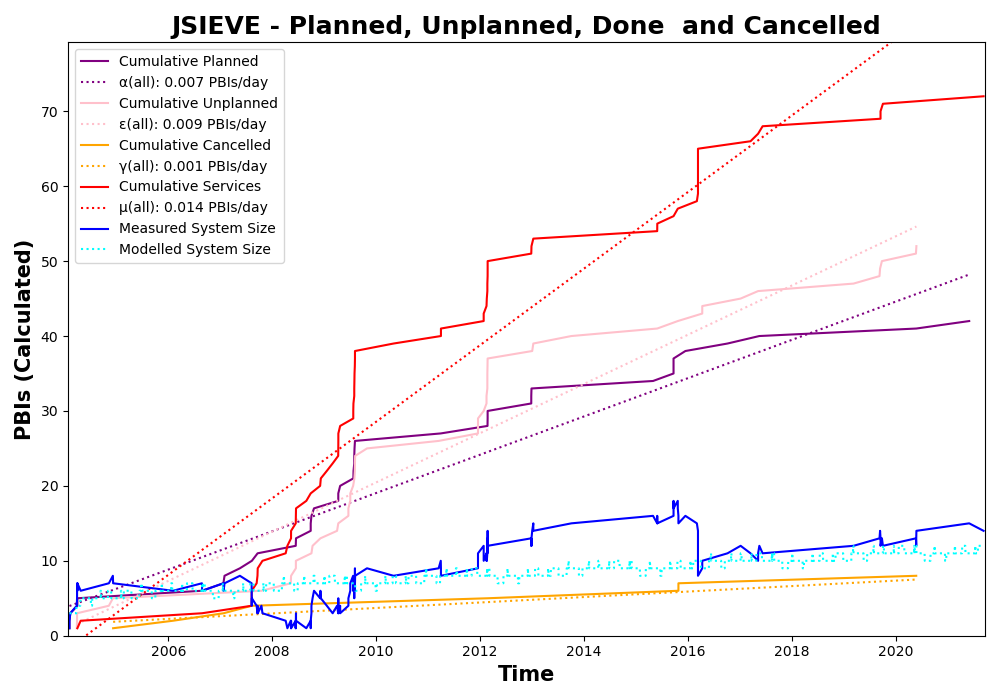 JSIEVE - Planned, Unplanned, Done  and Cancelled
Cumulative Planned
α(all): 0.007 PBIs/day
Cumulative Unplanned
ε(all): 0.009 PBIs/day
Cumulative Cancelled
γ(all): 0.001 PBIs/day
Cumulative Services
μ(all): 0.014 PBIs/day
Measured System Size
Modelled System Size
PBIs (Calculated)
70
60
50
40
30
20
10
0
2006 2008 2010 2012 2014 2016 2018 2020
Time